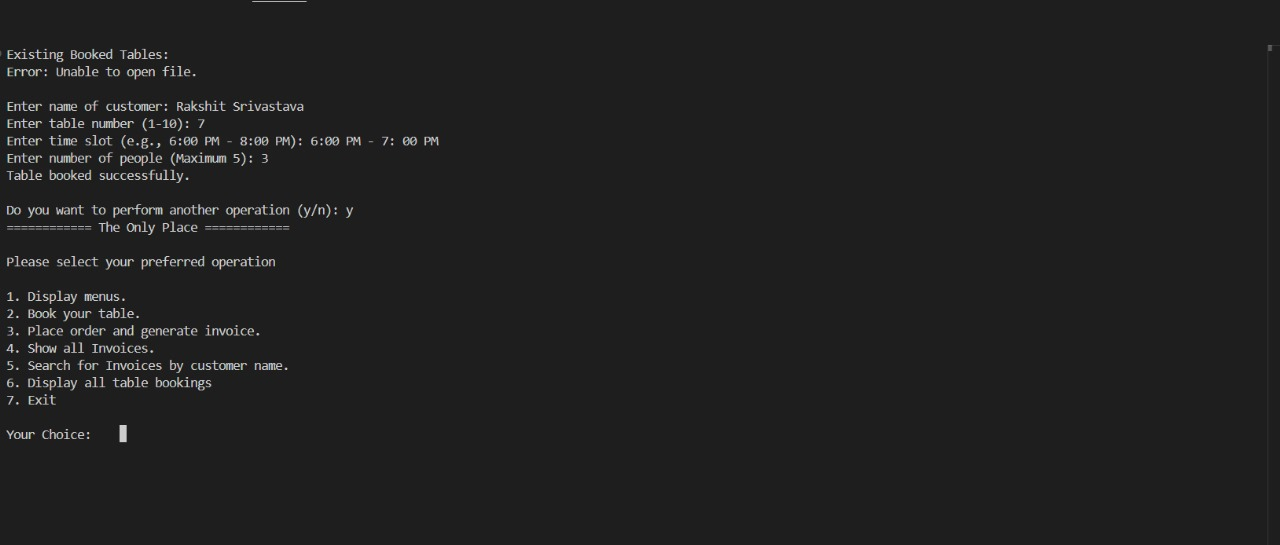 Existing Booked Tables:
Error: Unable to open file.
Enter name of customer: Rakshit Srivastava
Enter table number (1-10): 7
Enter time slot (e.g., 6:00 PM - 8:00 PM): 6:00 PM - 7: 00 PM
Enter number of people (Maximum 5): 3
Table booked successfully.
Do you want to perform another operation (y/n): y
============ The Only Place ============
Please select your preferred operation
1. Display menus.
2. Book your table.
3. Place order and generate invoice.
4. Show all Invoices.
5. Search for Invoices by customer name.
6. Display all table bookings
7. Exit
Your Choice: